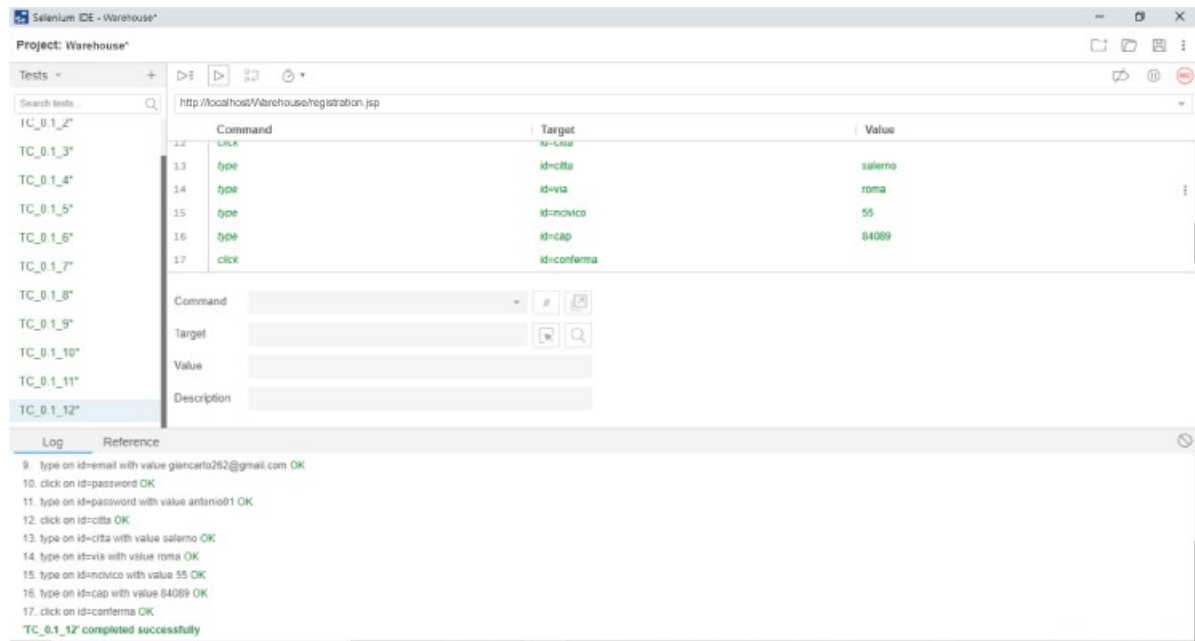 Selenium IDE - Warehouse*
Project: Warehouse*
Tests
Search tests...
http://localhost/Warehouse/registration.jsp
Command Target Value
TC_0.1_2*
TC_0.1_3*
TC_0.1_4*
TC_0.1_5*
TC_0.1_6*
TC_0.1_7*
TC_0.1_8*
TC_0.1_9*
TC_0.1_10*
TC_0.1_11*
TC_0.1_12*
12 click id=citta
13 type id=citta salerno
14 type id=via roma
15 type id=ncivico 55
16 type id=cap 84089
17 click id=conferma
Command //
Target
Value
Description
Log Reference
9. type on id=email with value giancarlo262@gmail.com OK
10. click on id=password OK
11. type on id=password with value antonio01 OK
12. click on id=citta OK
13. type on id=citta with value salerno OK
14. type on id=via with value roma OK
15. type on id=ncivico with value 55 OK
16. type on id=cap with value 84089 OK
17. click on id=conferma OK
'TC_0.1_12' completed successfully